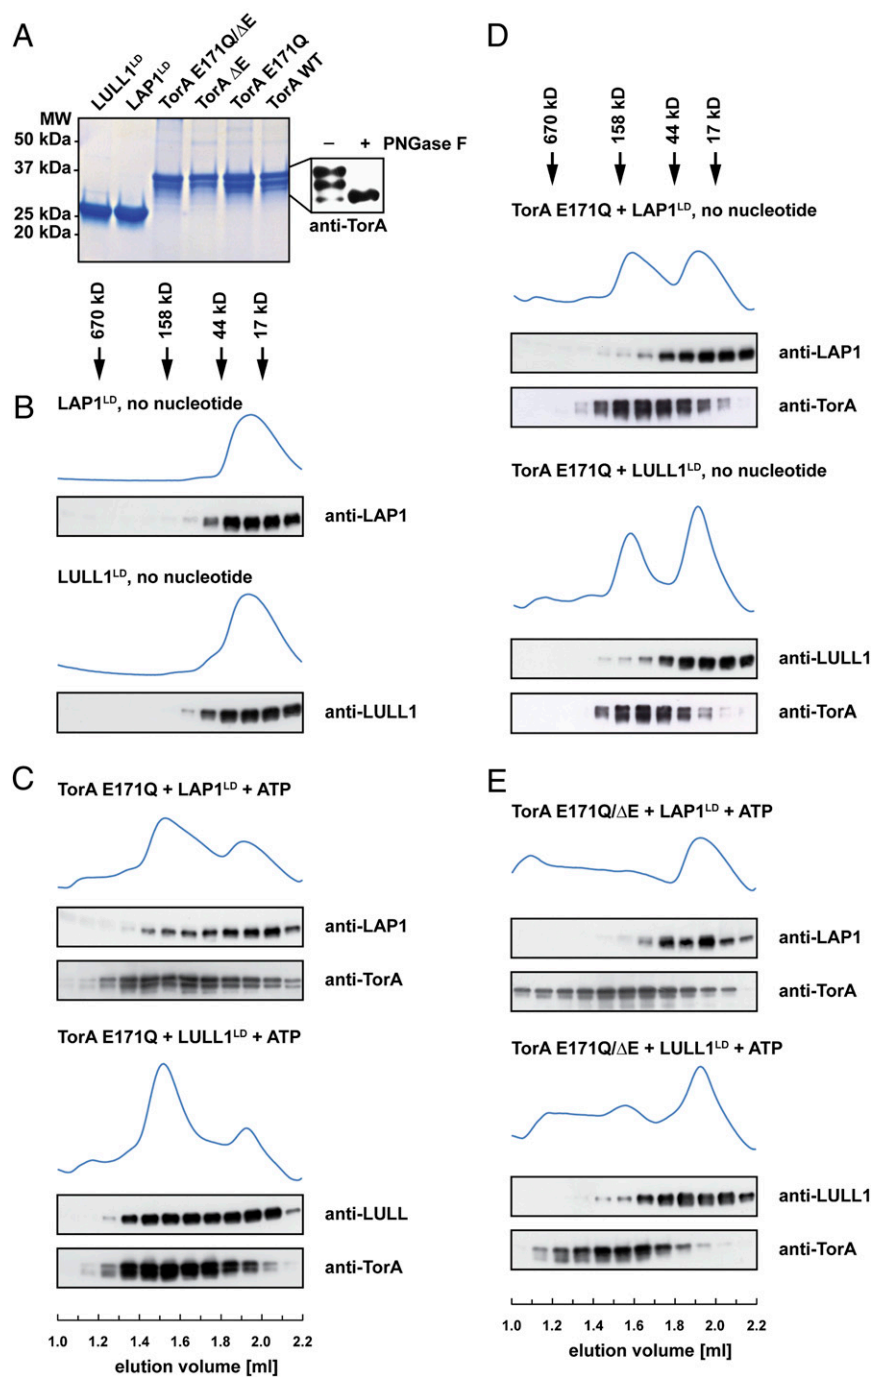 A
LULL1LD
LAP1LD
TorA E171Q/ΔE
TorA ΔE
TorA E171Q
TorA WT
MW
50 kDa
37 kDa
25 kDa
20 kDa
– + PNGase F
anti-TorA
670 kD
158 kD
44 kD
17 kD
B
LAP1LD, no nucleotide
anti-LAP1
LULL1LD, no nucleotide
anti-LULL1
C
TorA E171Q + LAP1LD + ATP
anti-LAP1
anti-TorA
TorA E171Q + LULL1LD + ATP
anti-LULL
anti-TorA
1.0 1.2 1.4 1.6 1.8 2.0 2.2
elution volume [ml]
D
670 kD
158 kD
44 kD
17 kD
TorA E171Q + LAP1LD, no nucleotide
anti-LAP1
anti-TorA
TorA E171Q + LULL1LD, no nucleotide
anti-LULL1
anti-TorA
E
TorA E171Q/ΔE + LAP1LD + ATP
anti-LAP1
anti-TorA
TorA E171Q/ΔE + LULL1LD + ATP
anti-LULL1
anti-TorA
1.0 1.2 1.4 1.6 1.8 2.0 2.2
elution volume [ml]